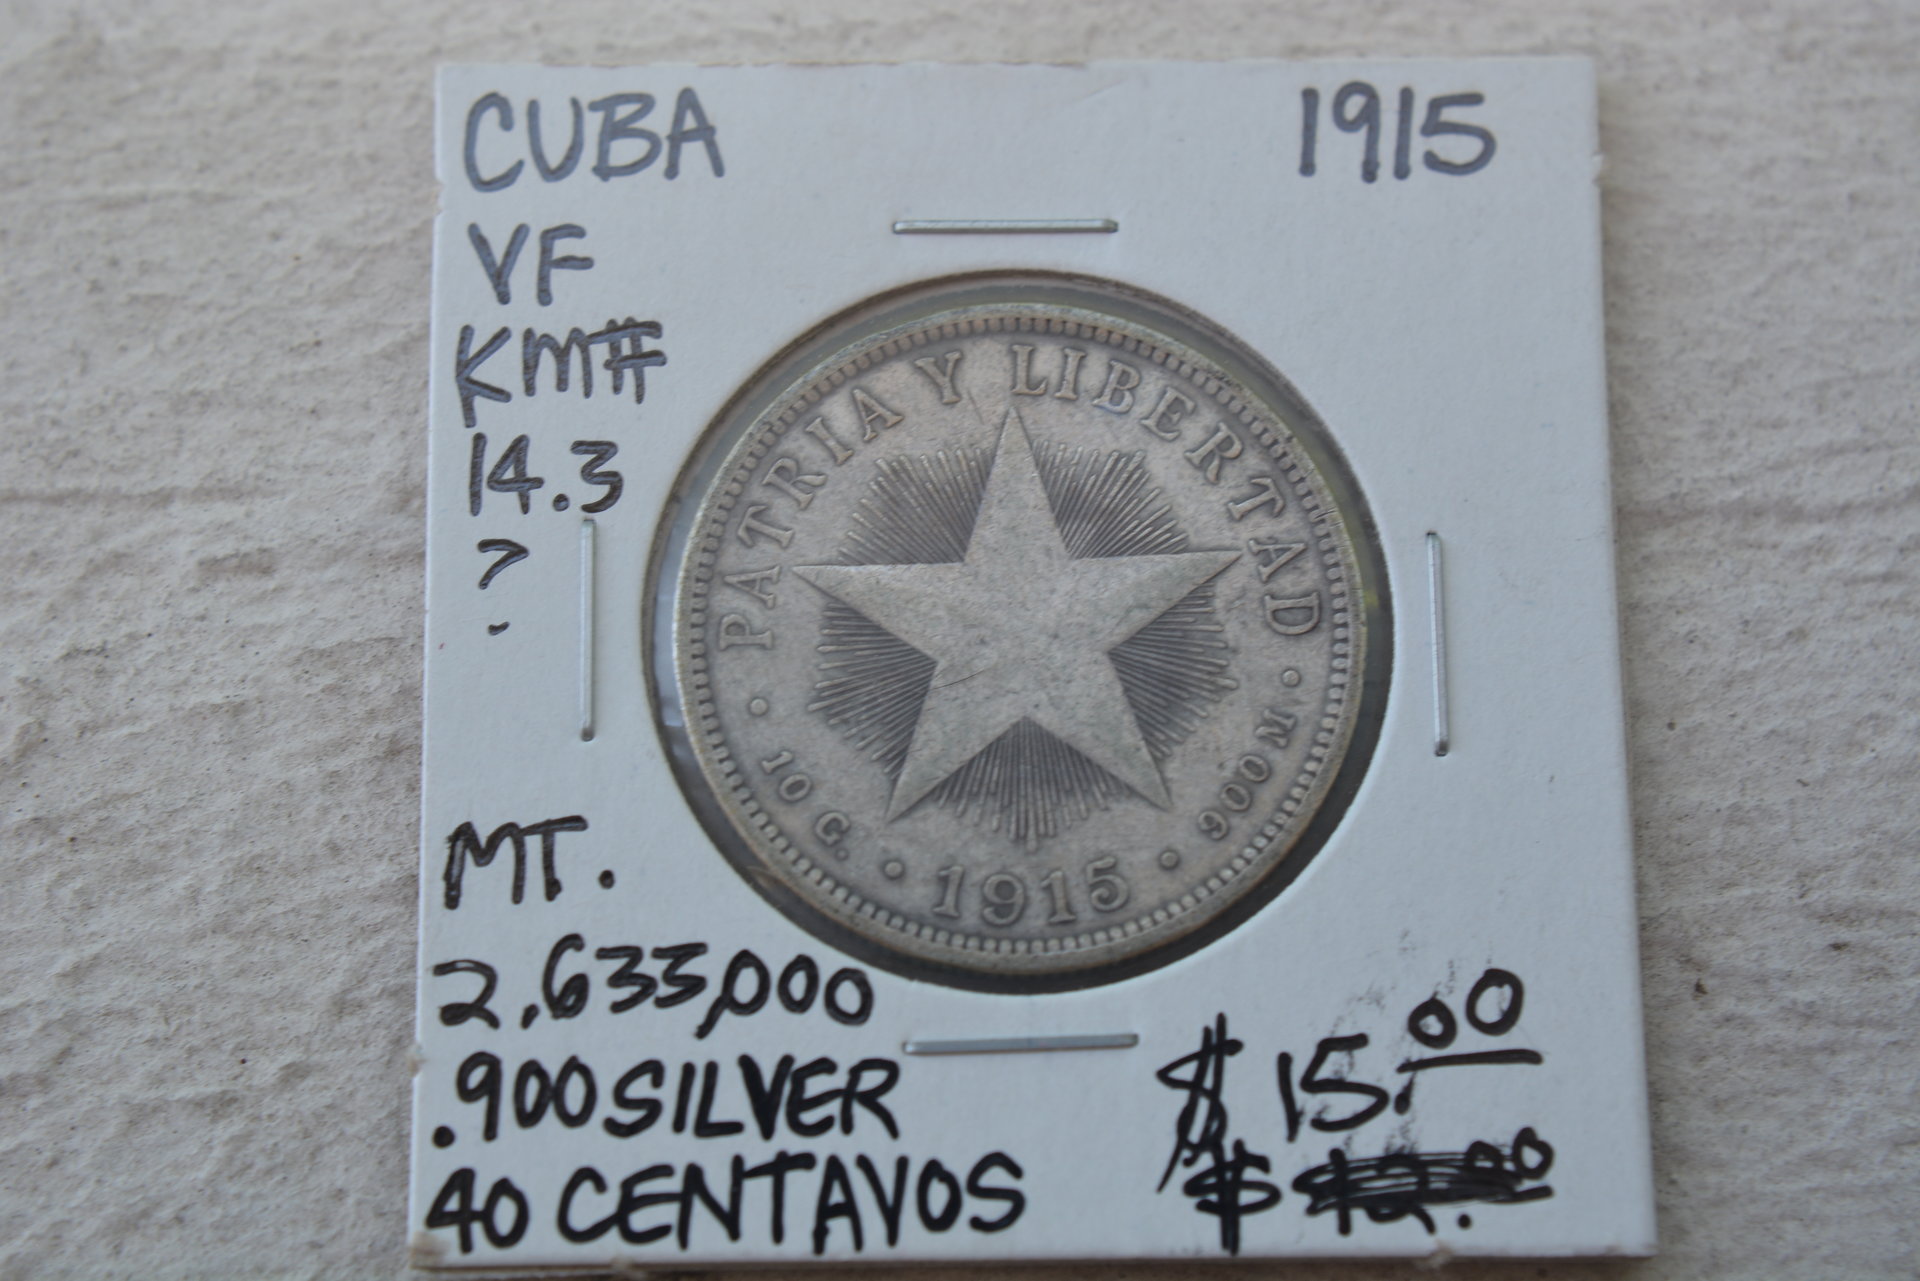 CUBA 1915
VF
KM#
14.3
?
PATRIA Y LIBERTAD
10 G. 1915 900 M
MT.
2,633,000
.900 SILVER
40 CENTAVOS
$15.00
$